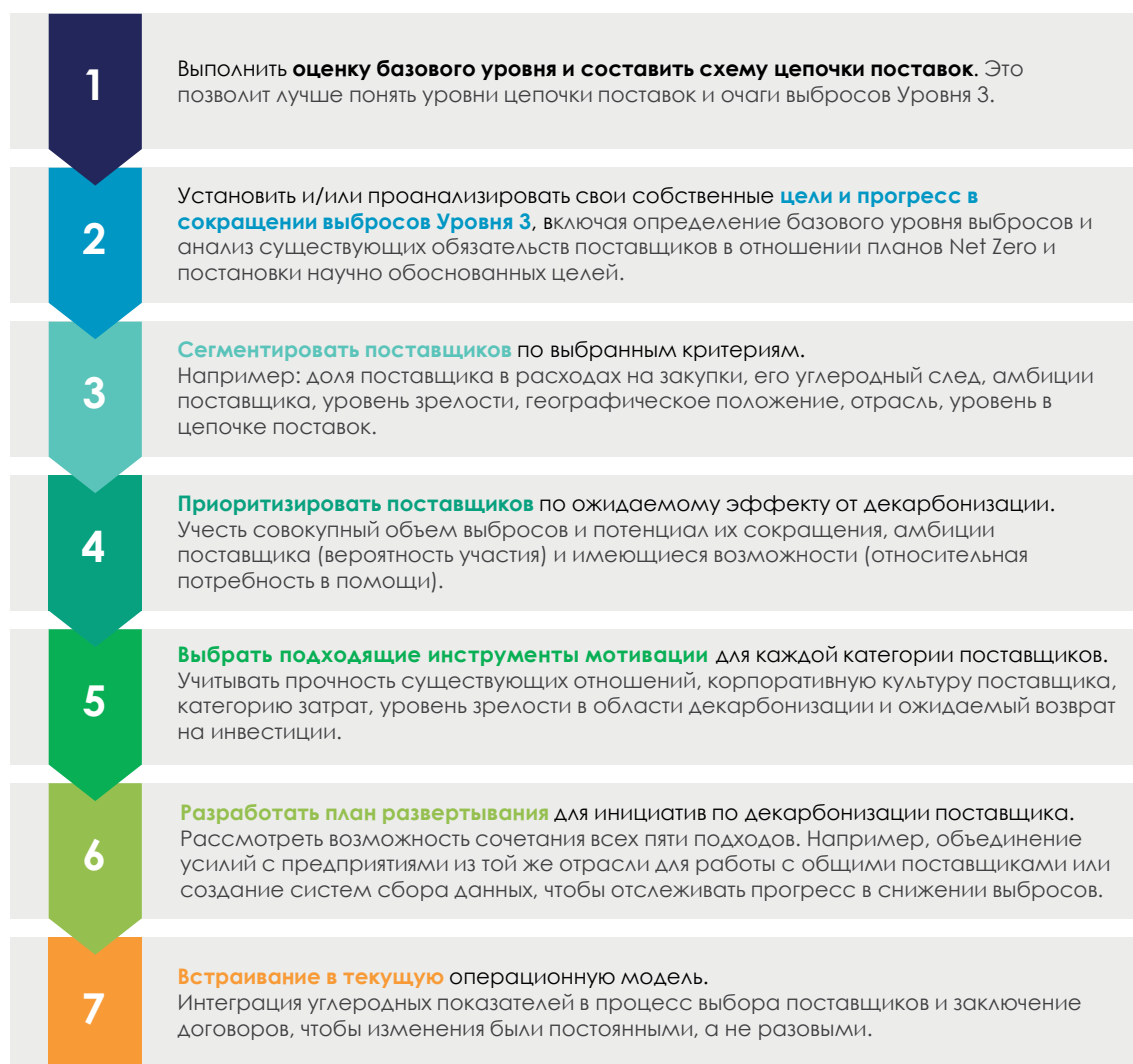 1
Выполнить оценку базового уровня и составить схему цепочки поставок. Это
позволит лучше понять уровни цепочки поставок и очаги выбросов Уровня 3.
2
Установить и/или проанализировать свои собственные цели и прогресс в
сокращении выбросов Уровня 3, включая определение базового уровня выбросов и
анализ существующих обязательств поставщиков в отношении планов Net Zero и
постановки научно обоснованных целей.
3
Сегментировать поставщиков по выбранным критериям.
Например: доля поставщика в расходах на закупки, его углеродный след, амбиции
поставщика, уровень зрелости, географическое положение, отрасль, уровень в
цепочке поставок.
4
Приоритизировать поставщиков по ожидаемому эффекту от декарбонизации.
Учесть совокупный объем выбросов и потенциал их сокращения, амбиции
поставщика (вероятность участия) и имеющиеся возможности (относительная
потребность в помощи).
5
Выбрать подходящие инструменты мотивации для каждой категории поставщиков.
Учитывать прочность существующих отношений, корпоративную культуру поставщика,
категорию затрат, уровень зрелости в области декарбонизации и ожидаемый возврат
на инвестиции.
6
Разработать план развертывания для инициатив по декарбонизации поставщика.
Рассмотреть возможность сочетания всех пяти подходов. Например, объединение
усилий с предприятиями из той же отрасли для работы с общими поставщиками или
создание систем сбора данных, чтобы отслеживать прогресс в снижении выбросов.
7
Встраивание в текущую операционную модель.
Интеграция углеродных показателей в процесс выбора поставщиков и заключение
договоров, чтобы изменения были постоянными, а не разовыми.